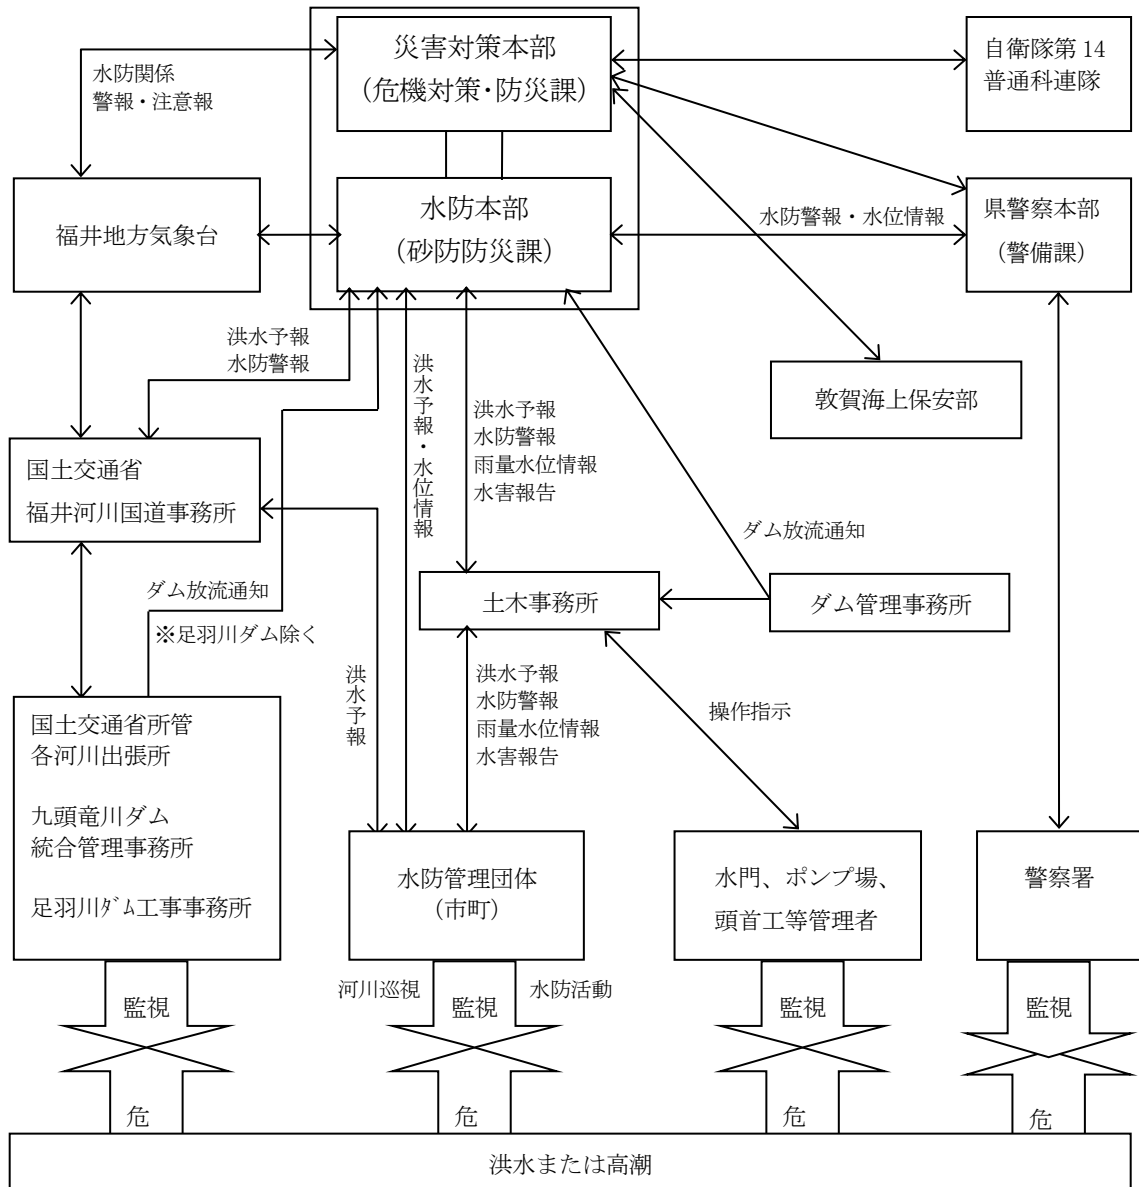 災害対策本部
(危機対策・防災課)
自衛隊第 14
普通科連隊
水防関係
警報・注意報
福井地方気象台
水防本部
(砂防防災課)
水防警報・水位情報
県警察本部
(警備課)
洪水予報
水防警報
洪水予報・水位情報
洪水予報
水防警報
雨量水位情報
水害報告
敦賀海上保安部
国土交通省
福井河川国道事務所
ダム放流通知
ダム放流通知
※足羽川ダム除く
土木事務所
ダム管理事務所
洪水予報
洪水予報
水防警報
雨量水位情報
水害報告
操作指示
国土交通省所管
各河川出張所
九頭竜川ダム
統合管理事務所
足羽川ﾀﾞﾑ工事事務所
水防管理団体
(市町)
水門、ポンプ場、
頭首工等管理者
警察署
監視
河川巡視
監視
水防活動
監視
監視
危
危
危
危
洪水または高潮